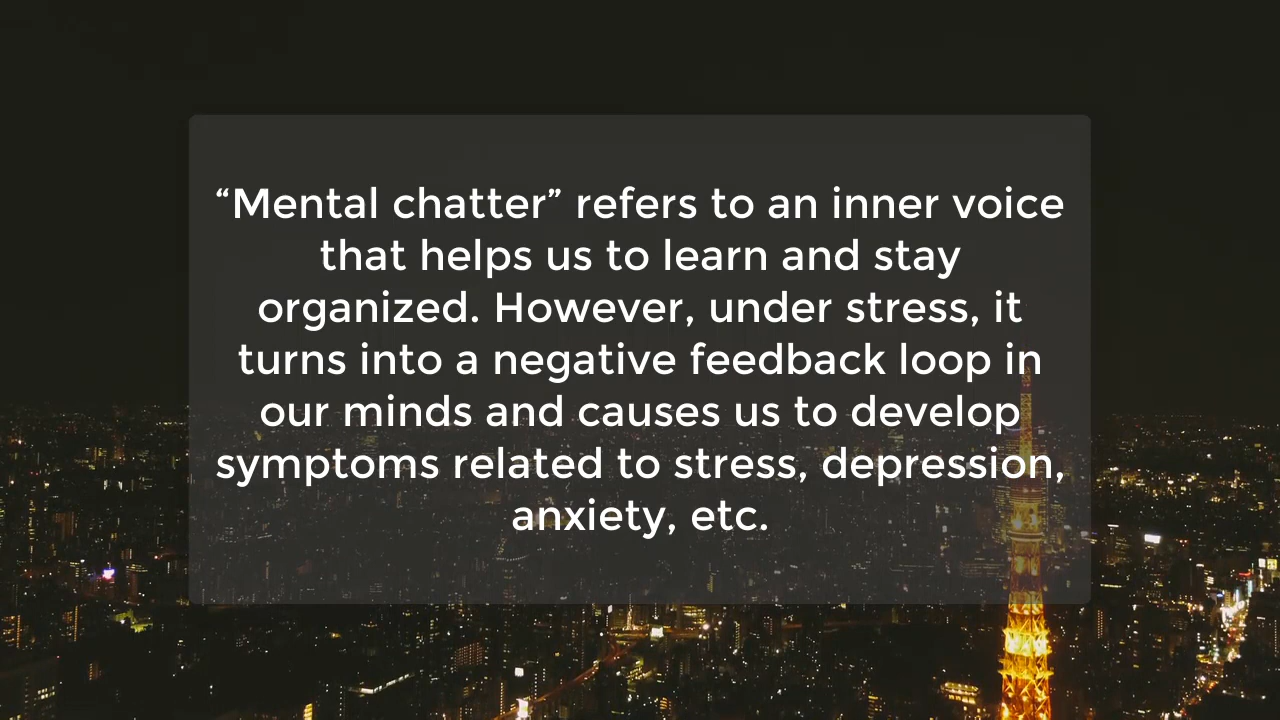 “Mental chatter” refers to an inner voice
that helps us to learn and stay
organized. However, under stress, it
turns into a negative feedback loop in
our minds and causes us to develop
symptoms related to stress, depression,
anxiety, etc.